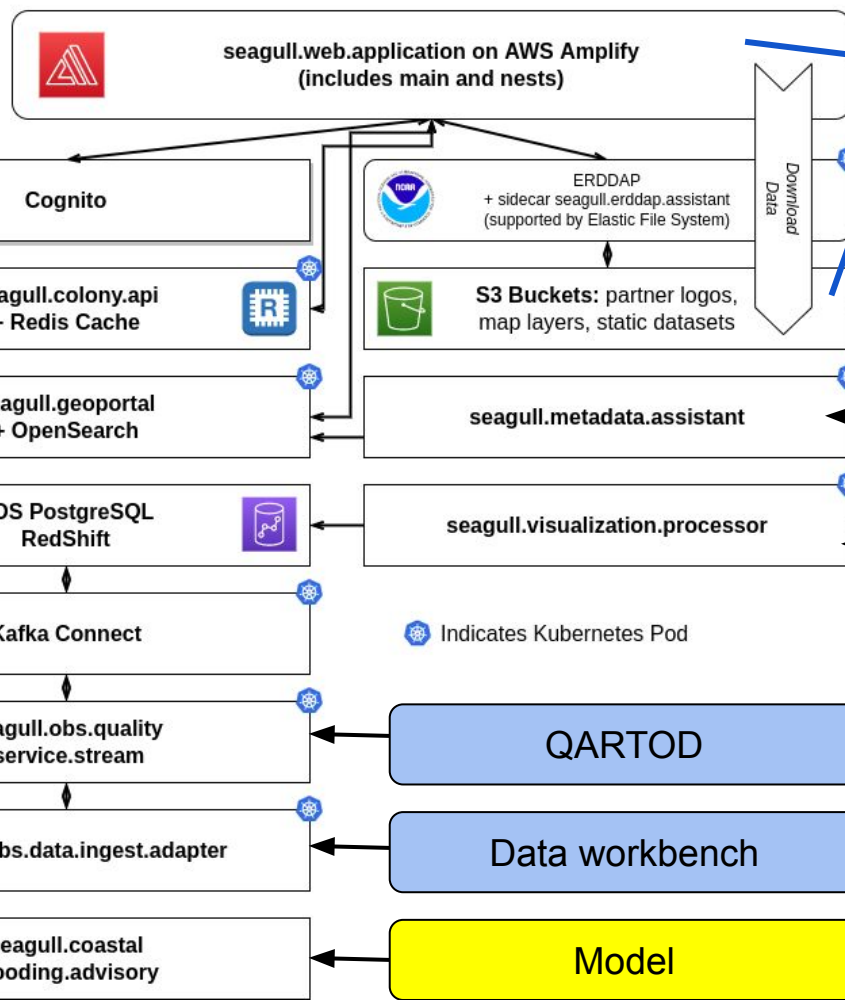 seagull.web.application on AWS Amplify
(includes main and nests)
Download
Data
Cognito
NOAA
ERDDAP
+ sidecar seagull.erddap.assistant
(supported by Elastic File System)
agull.colony.api
Redis Cache
R
S3 Buckets: partner logos,
map layers, static datasets
agull.geoportal
+ OpenSearch
seagull.metadata.assistant
OS PostgreSQL
RedShift
seagull.visualization.processor
Kafka Connect
Indicates Kubernetes Pod
agull.obs.quality
service.stream
QARTOD
bs.data.ingest.adapter
Data workbench
eagull.coastal
ooding.advisory
Model